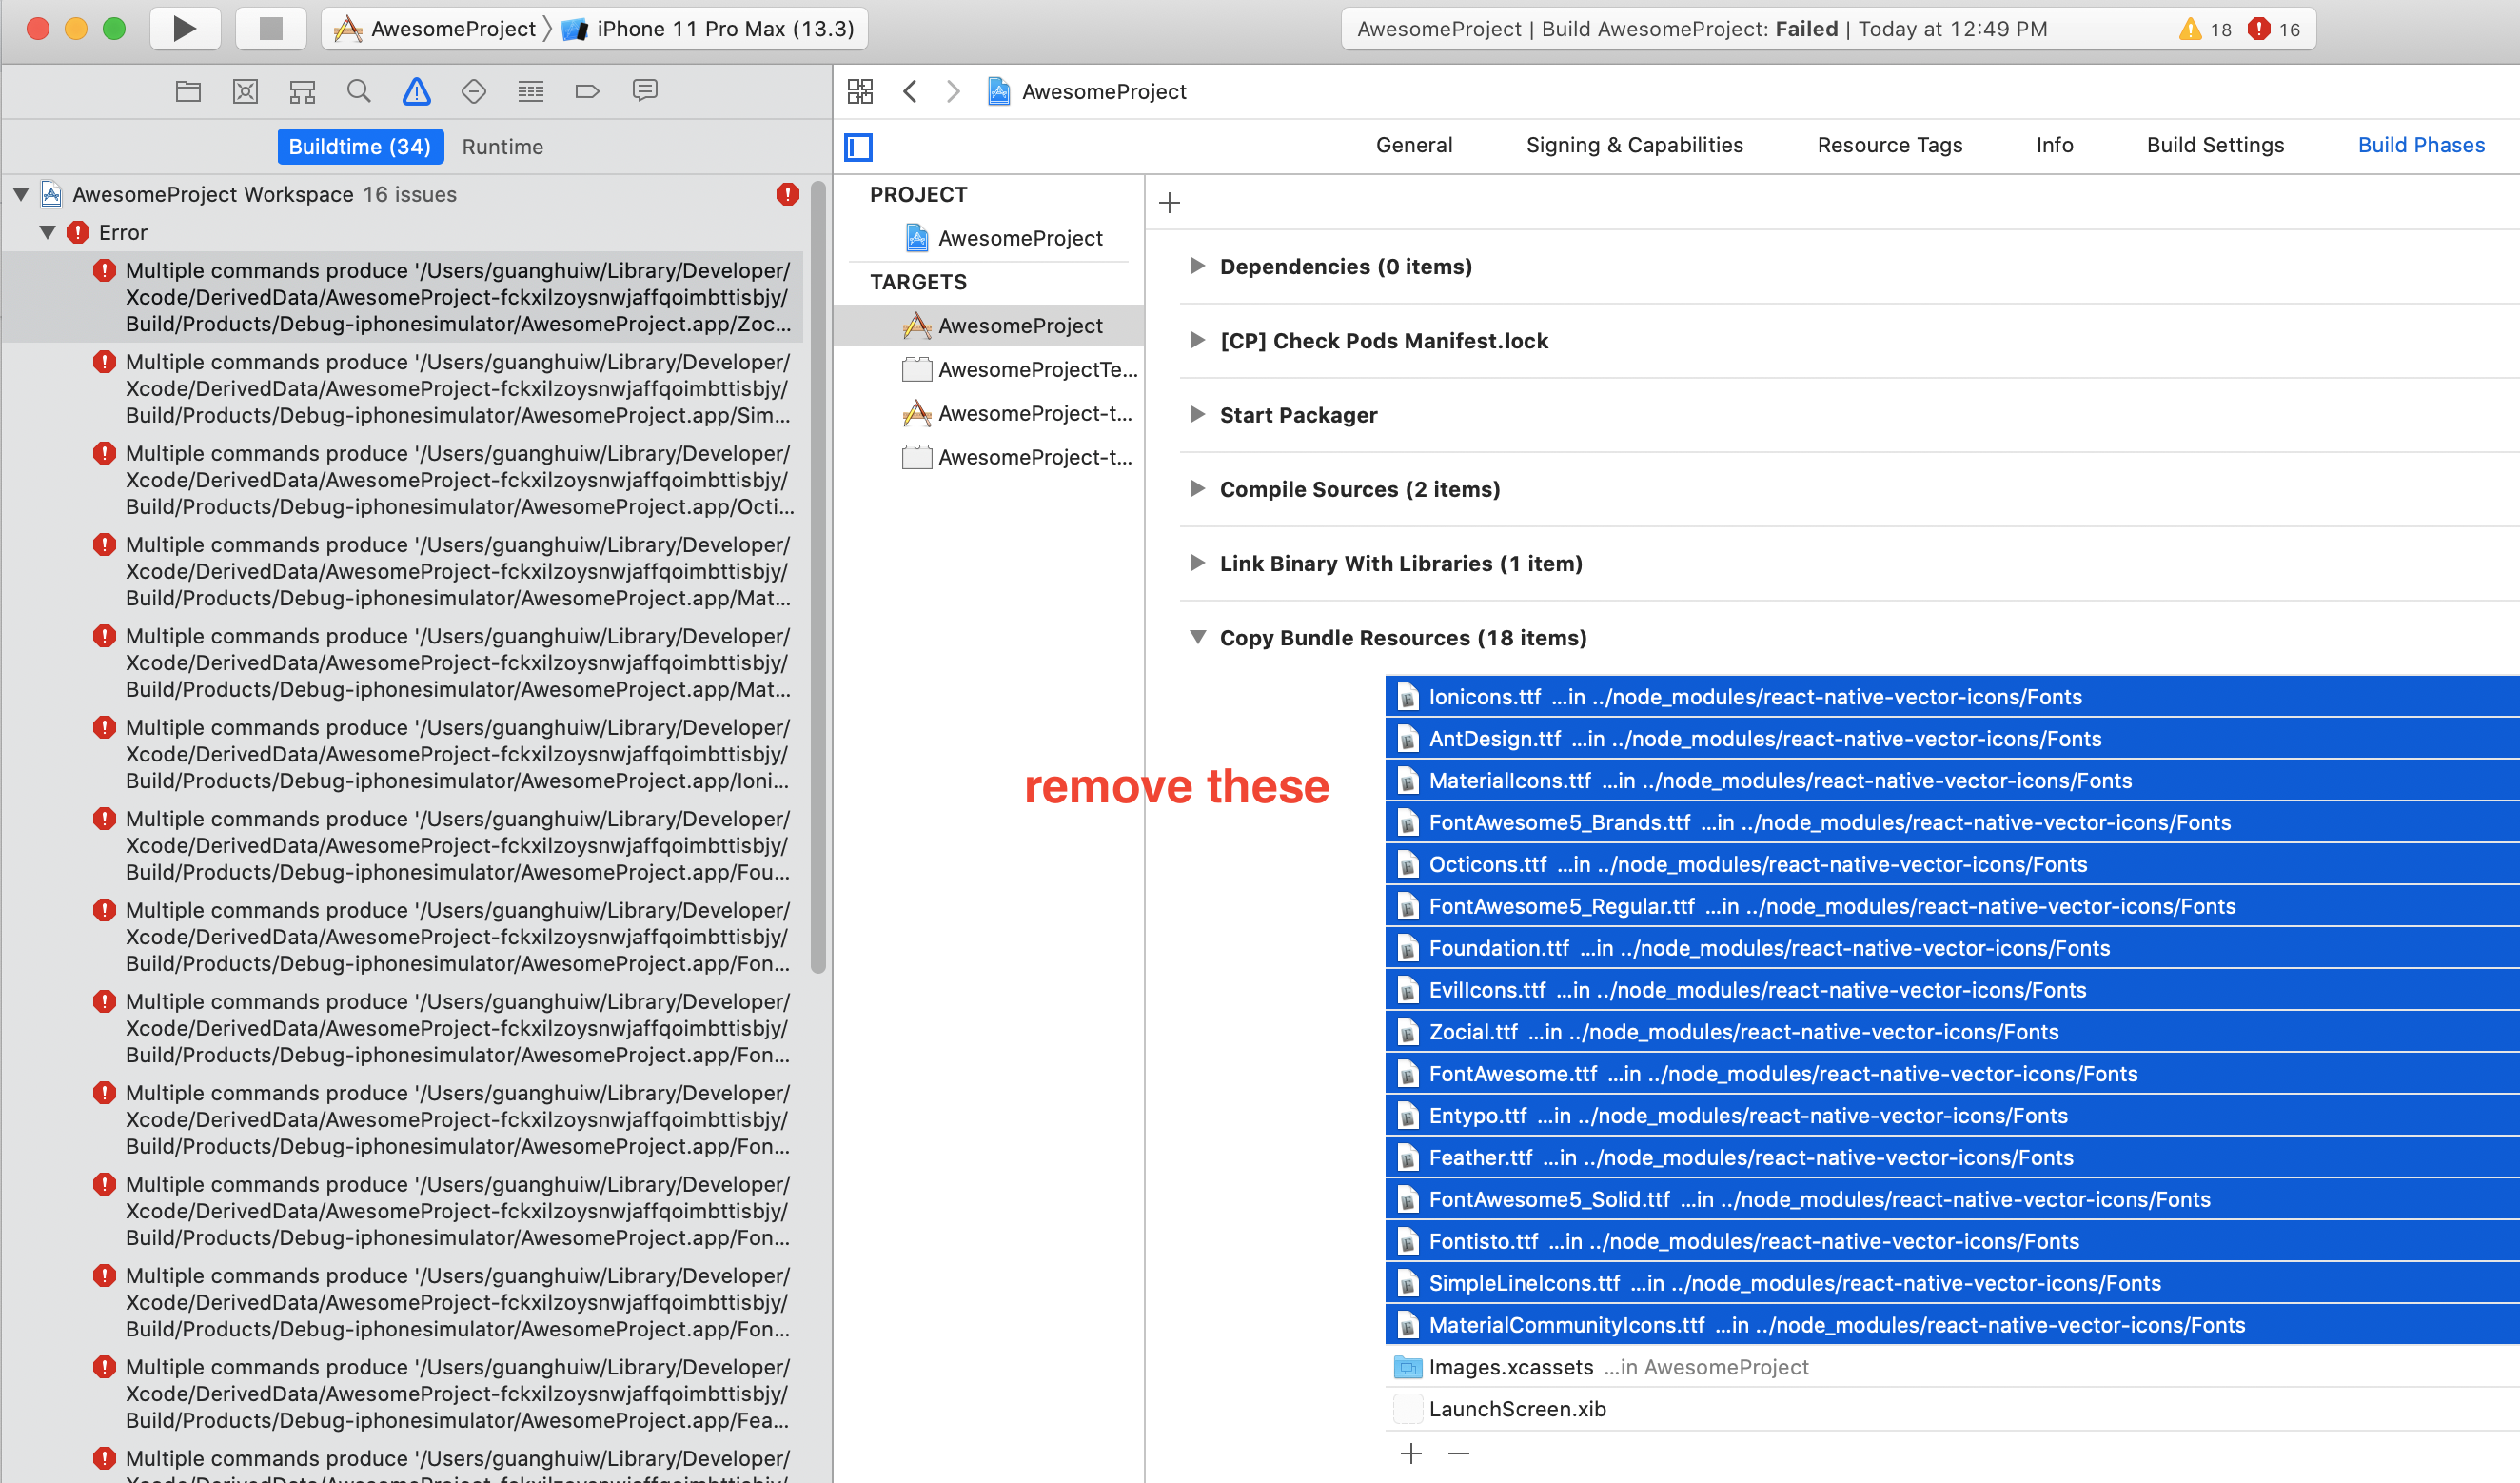 AwesomeProject
iPhone 11 Pro Max (13.3)
AwesomeProject | Build AwesomeProject: Failed | Today at 12:49 PM
18
16
AwesomeProject
Buildtime (34)
Runtime
General
Signing & Capabilities
Resource Tags
Info
Build Settings
Build Phases
AwesomeProject Workspace 16 issues
Error
Multiple commands produce '/Users/guanghuiw/Library/Developer/
Xcode/DerivedData/AwesomeProject-fckxilzoysnwjaffqoimbttisbjy/
Build/Products/Debug-iphonesimulator/AwesomeProject.app/Zoc...
Multiple commands produce '/Users/guanghuiw/Library/Developer/
Xcode/DerivedData/AwesomeProject-fckxilzoysnwjaffqoimbttisbjy/
Build/Products/Debug-iphonesimulator/AwesomeProject.app/Sim...
Multiple commands produce '/Users/guanghuiw/Library/Developer/
Xcode/DerivedData/AwesomeProject-fckxilzoysnwjaffqoimbttisbjy/
Build/Products/Debug-iphonesimulator/AwesomeProject.app/Octi...
Multiple commands produce '/Users/guanghuiw/Library/Developer/
Xcode/DerivedData/AwesomeProject-fckxilzoysnwjaffqoimbttisbjy/
Build/Products/Debug-iphonesimulator/AwesomeProject.app/Mat...
Multiple commands produce '/Users/guanghuiw/Library/Developer/
Xcode/DerivedData/AwesomeProject-fckxilzoysnwjaffqoimbttisbjy/
Build/Products/Debug-iphonesimulator/AwesomeProject.app/Mat...
Multiple commands produce '/Users/guanghuiw/Library/Developer/
Xcode/DerivedData/AwesomeProject-fckxilzoysnwjaffqoimbttisbjy/
Build/Products/Debug-iphonesimulator/AwesomeProject.app/Ioni...
Multiple commands produce '/Users/guanghuiw/Library/Developer/
Xcode/DerivedData/AwesomeProject-fckxilzoysnwjaffqoimbttisbjy/
Build/Products/Debug-iphonesimulator/AwesomeProject.app/Fou...
Multiple commands produce '/Users/guanghuiw/Library/Developer/
Xcode/DerivedData/AwesomeProject-fckxilzoysnwjaffqoimbttisbjy/
Build/Products/Debug-iphonesimulator/AwesomeProject.app/Fon...
Multiple commands produce '/Users/guanghuiw/Library/Developer/
Xcode/DerivedData/AwesomeProject-fckxilzoysnwjaffqoimbttisbjy/
Build/Products/Debug-iphonesimulator/AwesomeProject.app/Fon...
Multiple commands produce '/Users/guanghuiw/Library/Developer/
Xcode/DerivedData/AwesomeProject-fckxilzoysnwjaffqoimbttisbjy/
Build/Products/Debug-iphonesimulator/AwesomeProject.app/Fon...
Multiple commands produce '/Users/guanghuiw/Library/Developer/
Xcode/DerivedData/AwesomeProject-fckxilzoysnwjaffqoimbttisbjy/
Build/Products/Debug-iphonesimulator/AwesomeProject.app/Fon...
Multiple commands produce '/Users/guanghuiw/Library/Developer/
Xcode/DerivedData/AwesomeProject-fckxilzoysnwjaffqoimbttisbjy/
Build/Products/Debug-iphonesimulator/AwesomeProject.app/Fon...
Multiple commands produce '/Users/guanghuiw/Library/Developer/
Xcode/DerivedData/AwesomeProject-fckxilzoysnwjaffqoimbttisbjy/
Build/Products/Debug-iphonesimulator/AwesomeProject.app/Fea...
Multiple commands produce '/Users/guanghuiw/Library/Developer/
PROJECT
AwesomeProject
TARGETS
AwesomeProject
AwesomeProjectTe...
AwesomeProject-t...
AwesomeProject-t...
Dependencies (0 items)
[CP] Check Pods Manifest.lock
Start Packager
Compile Sources (2 items)
Link Binary With Libraries (1 item)
Copy Bundle Resources (18 items)
remove these
Ionicons.ttf ...in ../node_modules/react-native-vector-icons/Fonts
AntDesign.ttf ...in ../node_modules/react-native-vector-icons/Fonts
MaterialIcons.ttf ...in ../node_modules/react-native-vector-icons/Fonts
FontAwesome5_Brands.ttf ...in ../node_modules/react-native-vector-icons/Fonts
Octicons.ttf ...in ../node_modules/react-native-vector-icons/Fonts
FontAwesome5_Regular.ttf ...in ../node_modules/react-native-vector-icons/Fonts
Foundation.ttf ...in ../node_modules/react-native-vector-icons/Fonts
EvilIcons.ttf ...in ../node_modules/react-native-vector-icons/Fonts
Zocial.ttf ...in ../node_modules/react-native-vector-icons/Fonts
FontAwesome.ttf ...in ../node_modules/react-native-vector-icons/Fonts
Entypo.ttf ...in ../node_modules/react-native-vector-icons/Fonts
Feather.ttf ...in ../node_modules/react-native-vector-icons/Fonts
FontAwesome5_Solid.ttf ...in ../node_modules/react-native-vector-icons/Fonts
Fontisto.ttf ...in ../node_modules/react-native-vector-icons/Fonts
SimpleLineIcons.ttf ...in ../node_modules/react-native-vector-icons/Fonts
MaterialCommunityIcons.ttf ...in ../node_modules/react-native-vector-icons/Fonts
Images.xcassets ...in AwesomeProject
LaunchScreen.xib